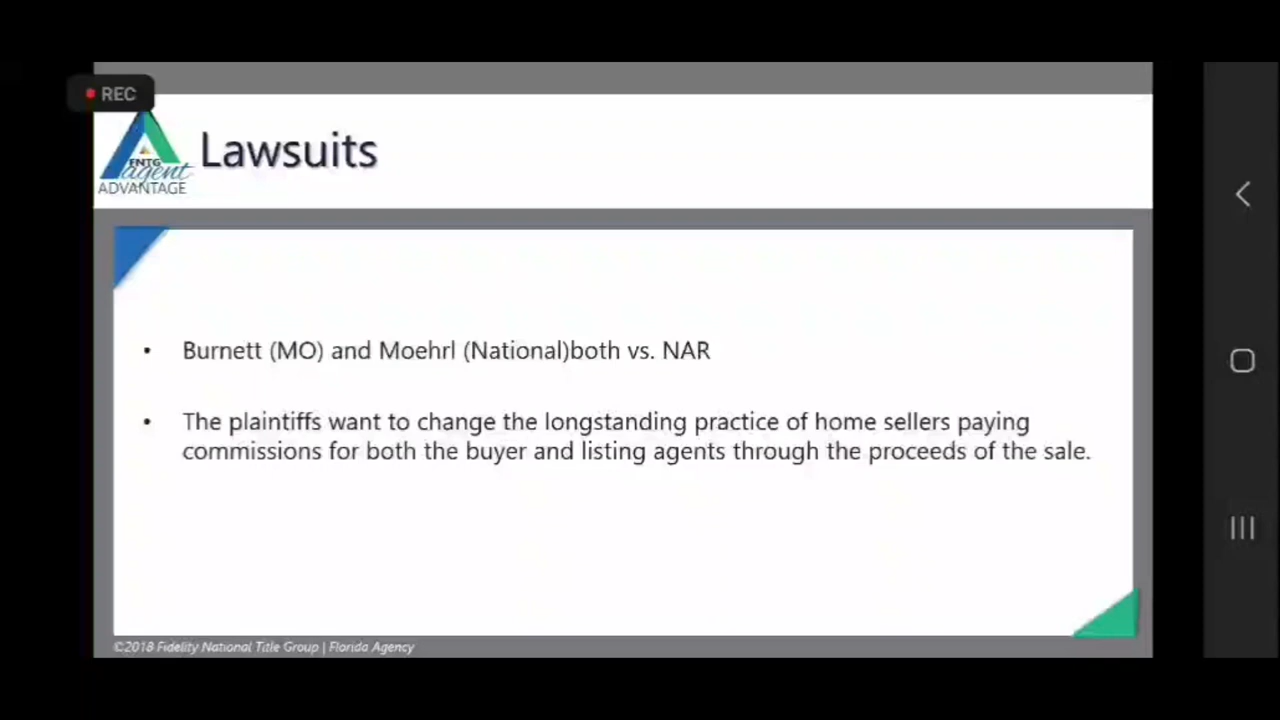 REC
Lawsuits
FNTG
agent
ADVANTAGE
• Burnett (MO) and Moehrl (National)both vs. NAR
• The plaintiffs want to change the longstanding practice of home sellers paying
commissions for both the buyer and listing agents through the proceeds of the sale.
©2018 Fidelity National Title Group | Florida Agency